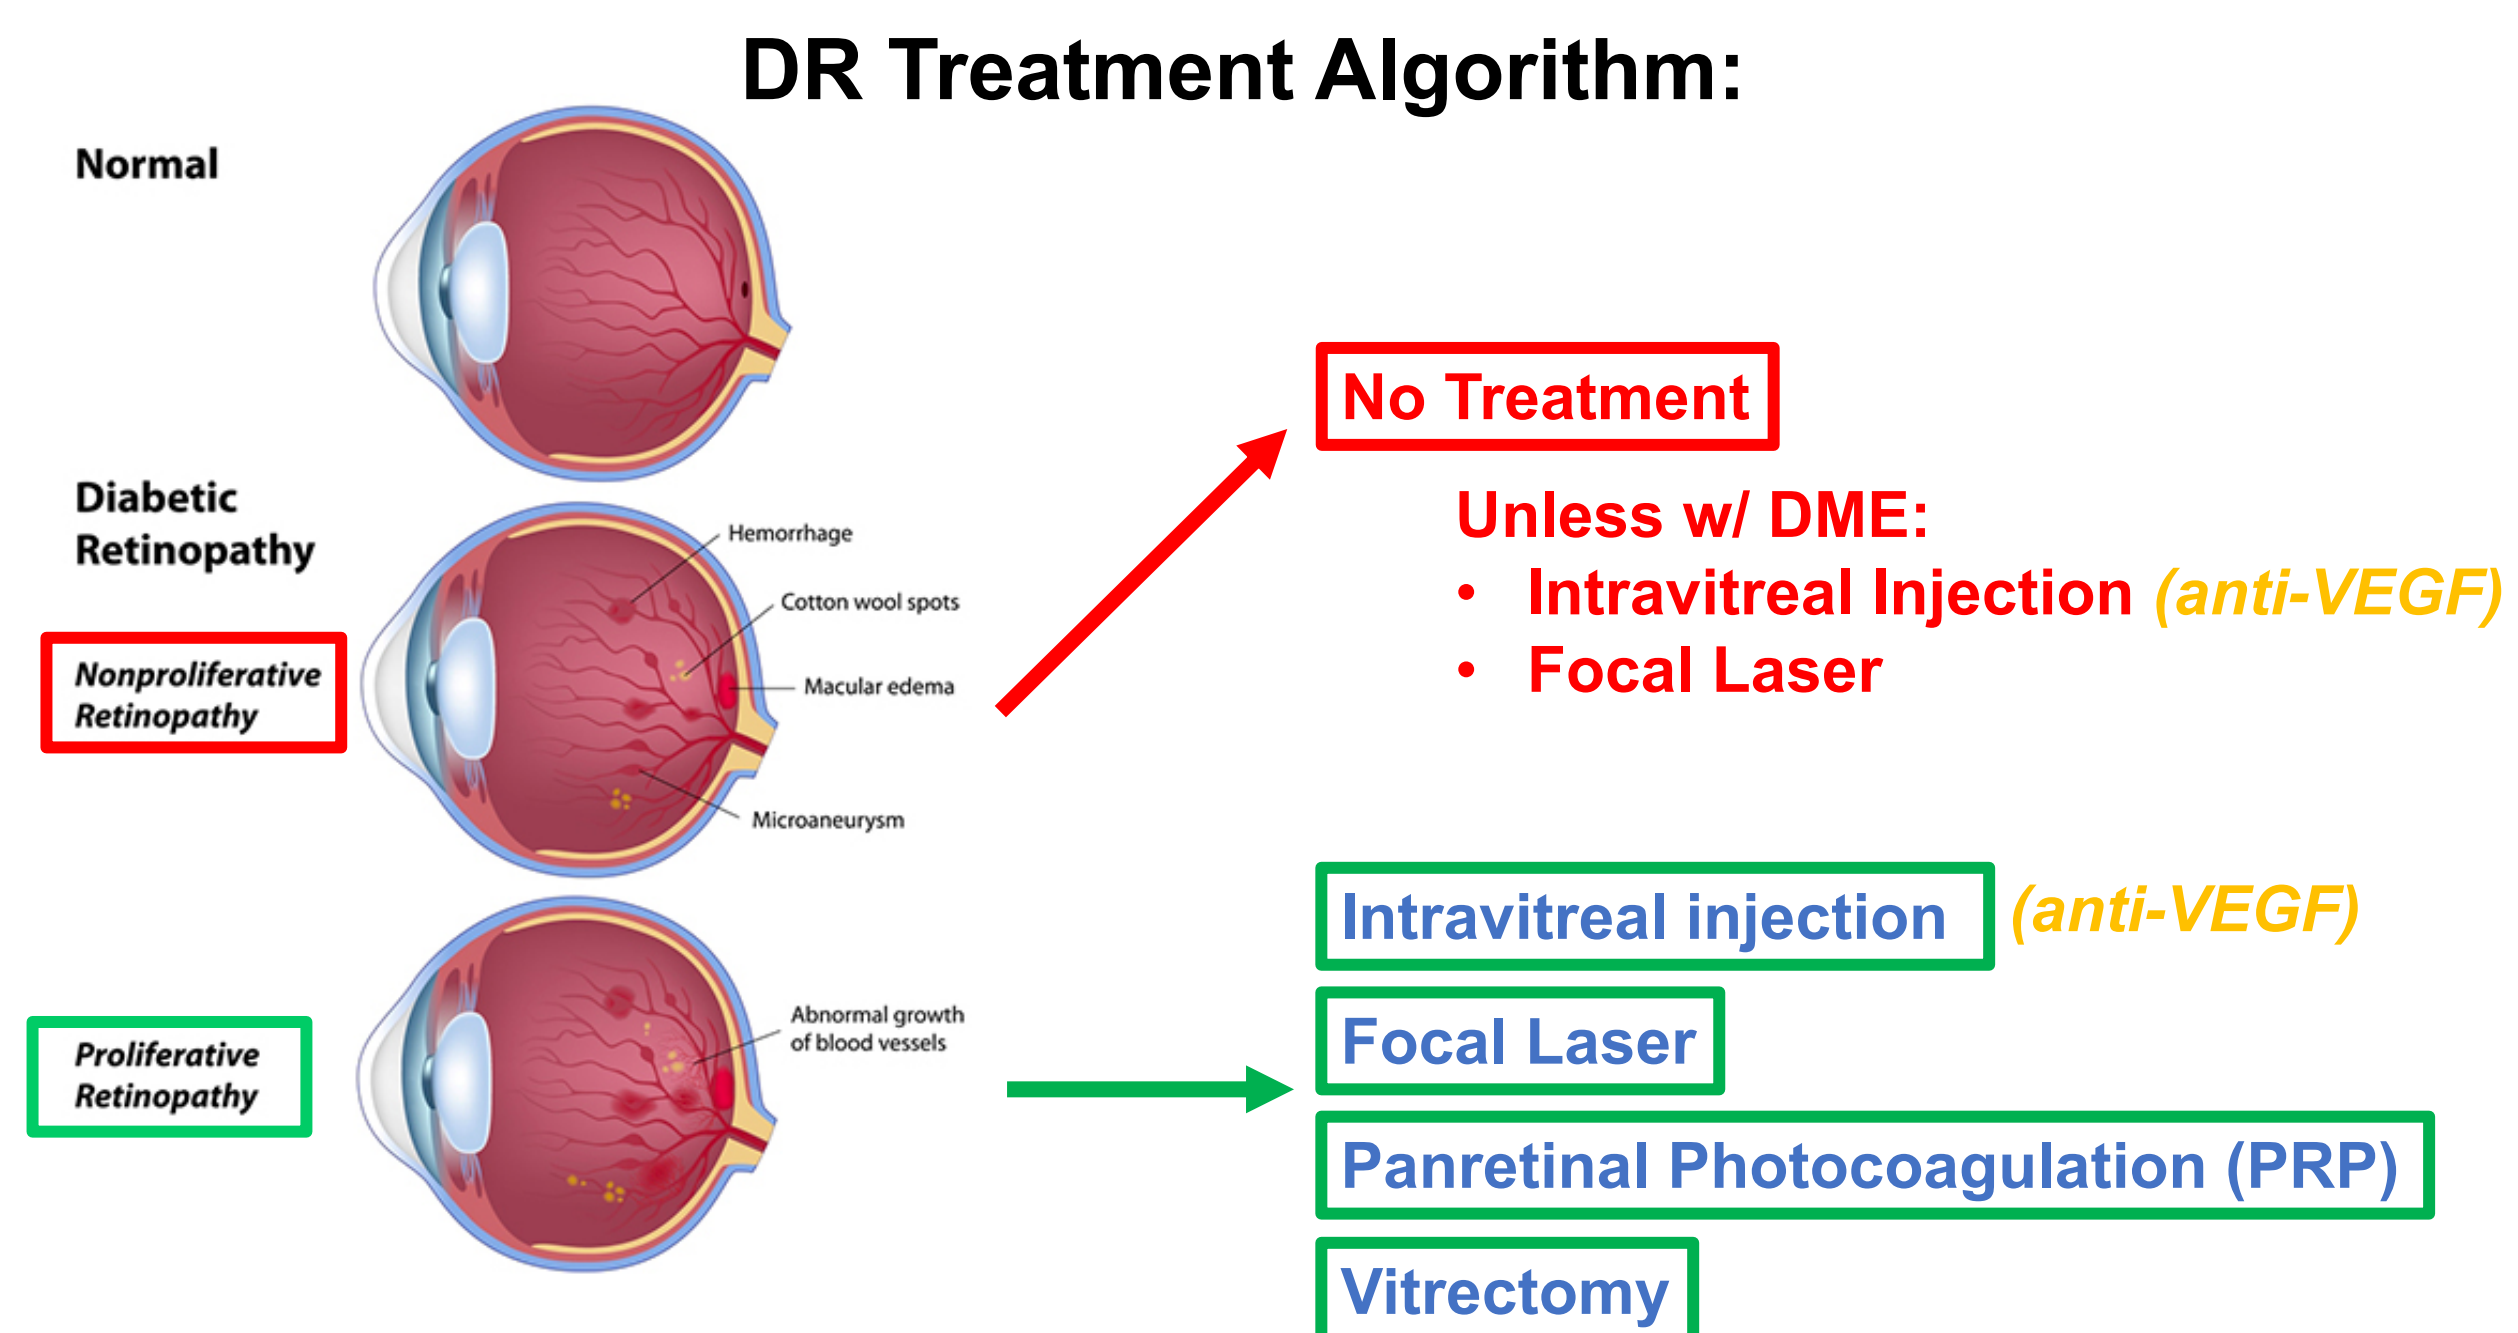 DR Treatment Algorithm:
Normal
Diabetic
Retinopathy
Nonproliferative
Retinopathy
Hemorrhage
Cotton wool spots
Macular edema
Microaneurysm
No Treatment
Unless w/ DME:
• Intravitreal Injection (anti-VEGF)
• Focal Laser
Proliferative
Retinopathy
Abnormal growth
of blood vessels
Intravitreal injection (anti-VEGF)
Focal Laser
Panretinal Photocoagulation (PRP)
Vitrectomy